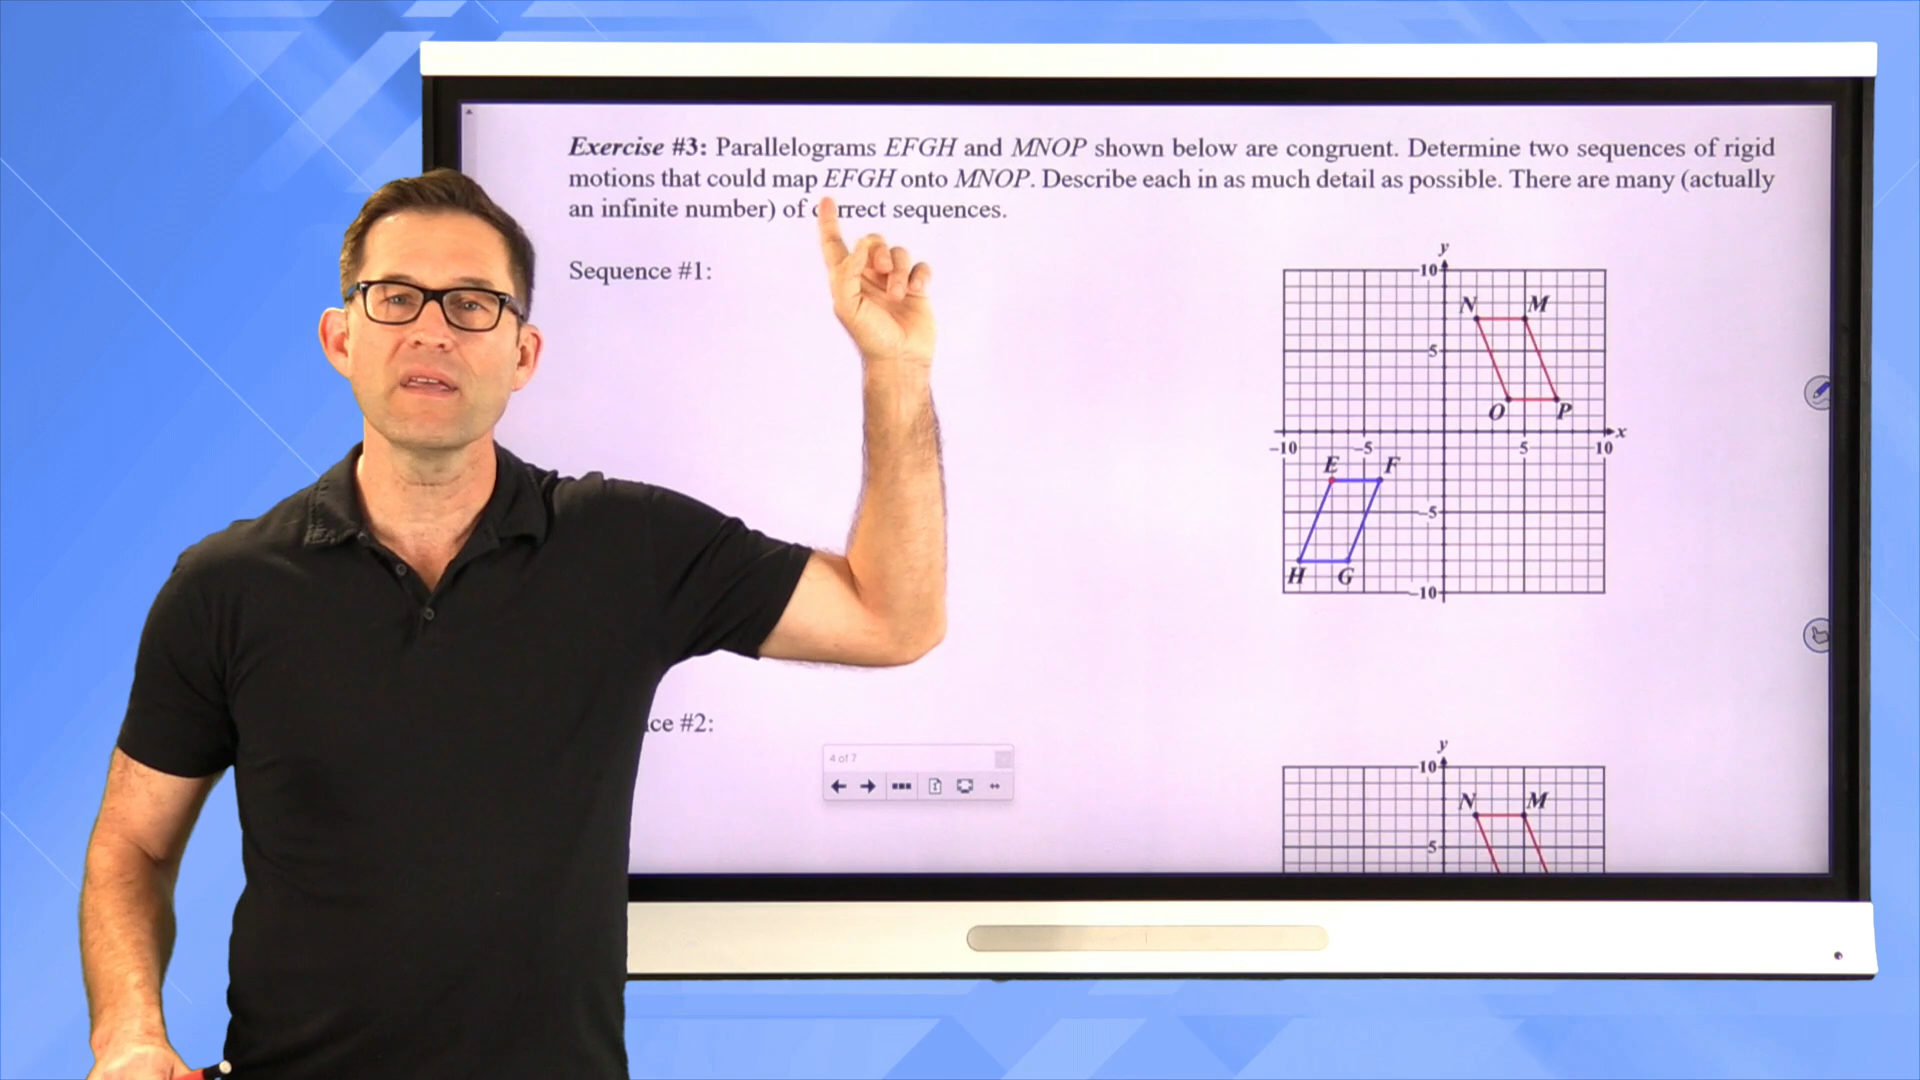 Exercise #3: Parallelograms EFGH and MNOP shown below are congruent. Determine two sequences of rigid
motions that could map EFGH onto MNOP. Describe each in as much detail as possible. There are many (actually
an infinite number) of c rrect sequences.
Sequence #1:
y
10
N M
5
O P
-10 -5 5 10 x
E F
-5
H G
-10
ce #2:
4 of 7
y
10
N M
5